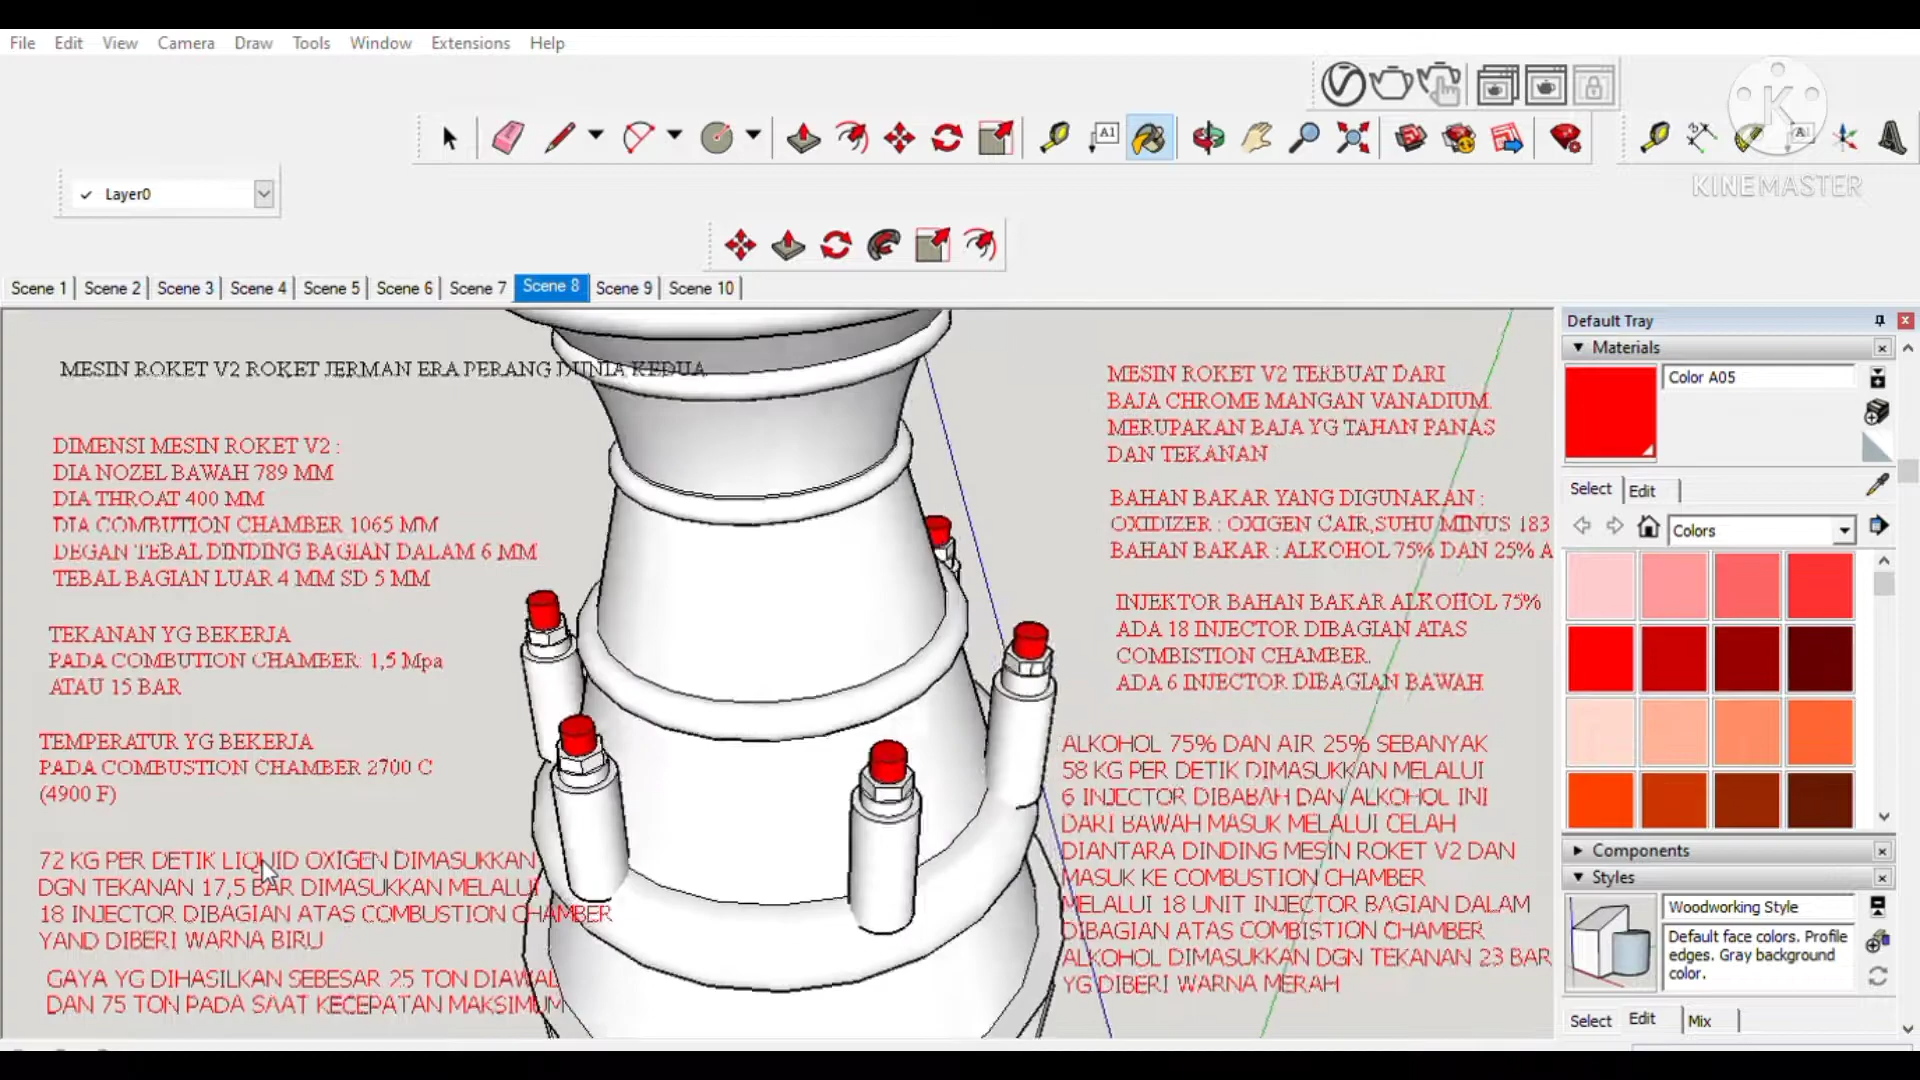 File Edit View Camera Draw Tools Window Extensions Help
KINEMASTER
Layer0
Scene 1 Scene 2 Scene 3 Scene 4 Scene 5 Scene 6 Scene 7 Scene 8 Scene 9 Scene 10
MESIN ROKET V2 ROKET JERMAN ERA PERANG DUNIA KEDUA
DIMENSI MESIN ROKET V2 :
DIA NOZEL BAWAH 789 MM
DIA THROAT 400 MM
DIA COMBUTION CHAMBER 1065 MM
DEGAN TEBAL DINDING BAGIAN DALAM 6 MM
TEBAL BAGIAN LUAR 4 MM SD 5 MM
TEKANAN YG BEKERJA
PADA COMBUTION CHAMBER: 1,5 Mpa
ATAU 15 BAR
TEMPERATUR YG BEKERJA
PADA COMBUSTION CHAMBER 2700 C
(4900 F)
72 KG PER DETIK LIQUID OXIGEN DIMASUKKAN
DGN TEKANAN 17,5 BAR DIMASUKKAN MELALUI
18 INJECTOR DIBAGIAN ATAS COMBUSTION CHAMBER
YAND DIBERI WARNA BIRU
GAYA YG DIHASILKAN SEBESAR 25 TON DIAWAL
DAN 75 TON PADA SAAT KECEPATAN MAKSIMUM
MESIN ROKET V2 TERBUAT DARI
BAJA CHROME MANGAN VANADIUM.
MERUPAKAN BAJA YG TAHAN PANAS
DAN TEKANAN
BAHAN BAKAR YANG DIGUNAKAN :
OXIDIZER : OXIGEN CAIR,SUHU MINUS 183
BAHAN BAKAR : ALKOHOL 75% DAN 25% A
INJEKTOR BAHAN BAKAR ALKOHOL 75%
ADA 18 INJECTOR DIBAGIAN ATAS
COMBISTION CHAMBER.
ADA 6 INJECTOR DIBAGIAN BAWAH
ALKOHOL 75% DAN AIR 25% SEBANYAK
58 KG PER DETIK DIMASUKKAN MELALUI
6 INJECTOR DIBABAH DAN ALKOHOL INI
DARI BAWAH MASUK MELALUI CELAH
DIANTARA DINDING MESIN ROKET V2 DAN
MASUK KE COMBUSTION CHAMBER
MELALUI 18 UNIT INJECTOR BAGIAN DALAM
DIBAGIAN ATAS COMBISTION CHAMBER
ALKOHOL DIMASUKKAN DGN TEKANAN 23 BAR
YG DIBERI WARNA MERAH
Default Tray
Materials
Color A05
Select Edit
Colors
Components
Styles
Woodworking Style
Default face colors. Profile
edges. Gray background
color.
Select Edit Mix